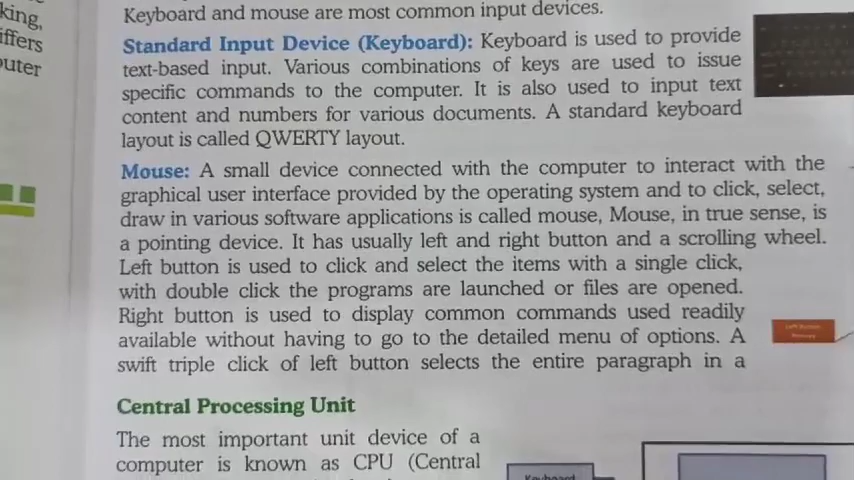 king,
iffers
outer
Keyboard and mouse are most common input devices.
Standard Input Device (Keyboard): Keyboard is used to provide
text-based input. Various combinations of keys are used to issue
specific commands to the computer. It is also used to input text
content and numbers for various documents. A standard keyboard
layout is called QWERTY layout.
Mouse: A small device connected with the computer to interact with the
graphical user interface provided by the operating system and to click, select,
draw in various software applications is called mouse, Mouse, in true sense, is
a pointing device. It has usually left and right button and a scrolling wheel.
Left button is used to click and select the items with a single click,
with double click the programs are launched or files are opened.
Right button is used to display common commands used readily
available without having to go to the detailed menu of options. A
swift triple click of left button selects the entire paragraph in a
Left Button
Central Processing Unit
The most important unit device of a
computer is known as CPU (Central
Keyboard